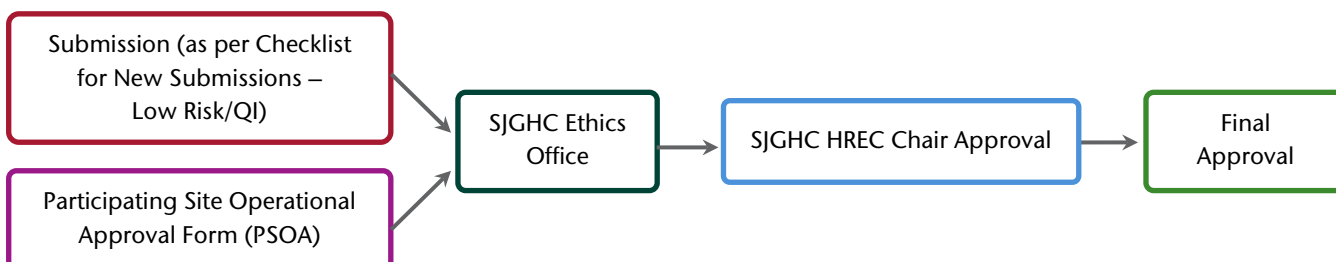 Submission (as per Checklist
for New Submissions –
Low Risk/QI)
Participating Site Operational
Approval Form (PSOA)
SJGHC Ethics
Office
SJGHC HREC Chair Approval
Final
Approval